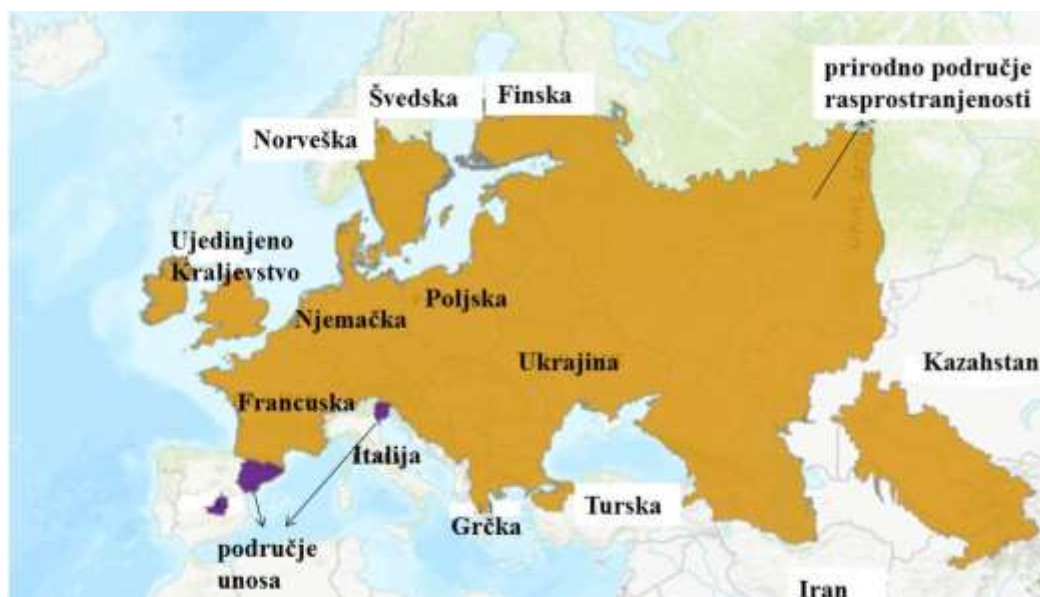 prirodno područje
rasprostranjenosti
Švedska
Finska
Norveška
Ujedinjeno
Kraljevstvo
Poljska
Njemačka
Ukrajina
Kazahstan
Francuska
Italija
Turska
Grčka
područje
unosa
Iran